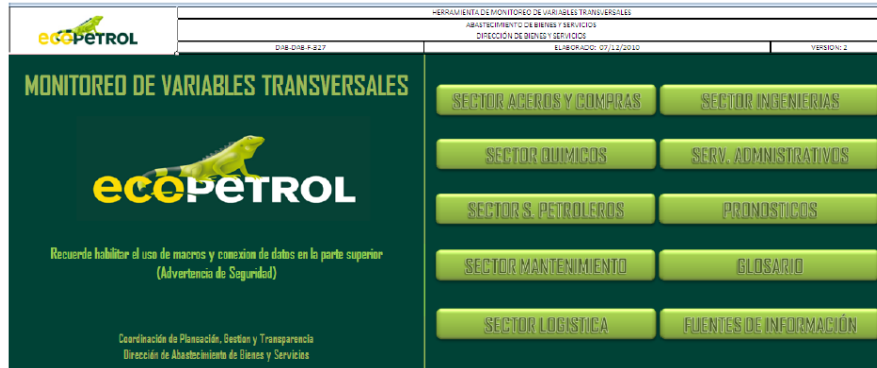 HERRAMIENTA DE MONITOREO DE VARIABLES TRANSVERSALES
ABASTECIMIENTO DE BIENES Y SERVICIOS
DIRECCIÓN DE BIENES Y SERVICIOS
ecopetrol
DAB-DAB-F-327
ELABORADO: 07/12/2010
VERSION: 2
MONITOREO DE VARIABLES TRANSVERSALES
ecopetrol
Recuerde habilitar el uso de macros y conexion de datos en la parte superior
(Advertencia de Seguridad)
Coordinación de Planeación, Gestion y Transparencia
Dirección de Abastecimiento de Bienes y Servicios
SECTOR ACEROS Y COMPRAS
SECTOR INGENIERIAS
SECTOR QUIMICOS
SERV. ADMNISTRATIVOS
SECTOR S. PETROLEROS
PRONOSTICOS
SECTOR MANTENIMIENTO
GLOSARIO
SECTOR LOGISTICA
FUENTES DE INFORMACIÓN